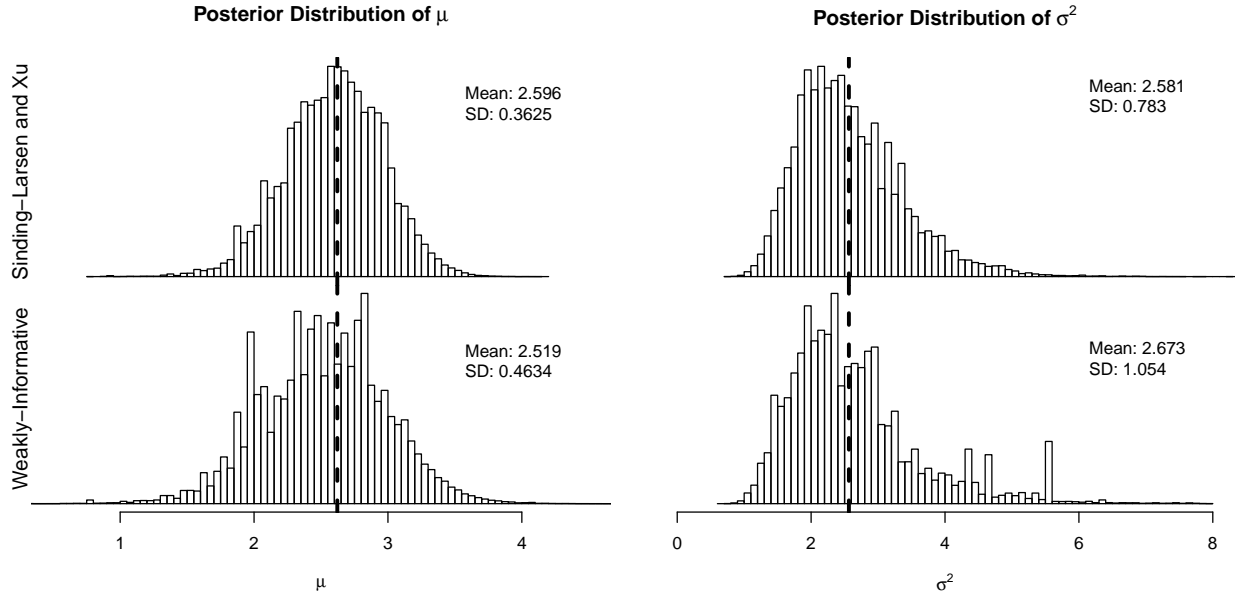 Posterior Distribution of μ
Posterior Distribution of σ²
Sinding−Larsen and Xu
Mean: 2.596
SD: 0.3625
Mean: 2.581
SD: 0.783
Weakly−Informative
Mean: 2.519
SD: 0.4634
Mean: 2.673
SD: 1.054
1 2 3 4
0 2 4 6 8
μ
σ²